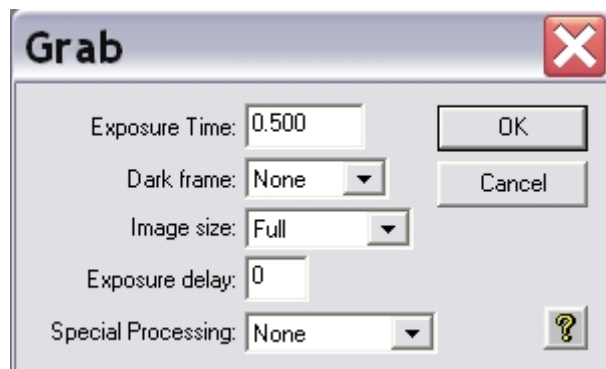 Grab
Exposure Time: 0.500
OK
Dark frame: None
Cancel
Image size: Full
Exposure delay: 0
Special Processing: None
?